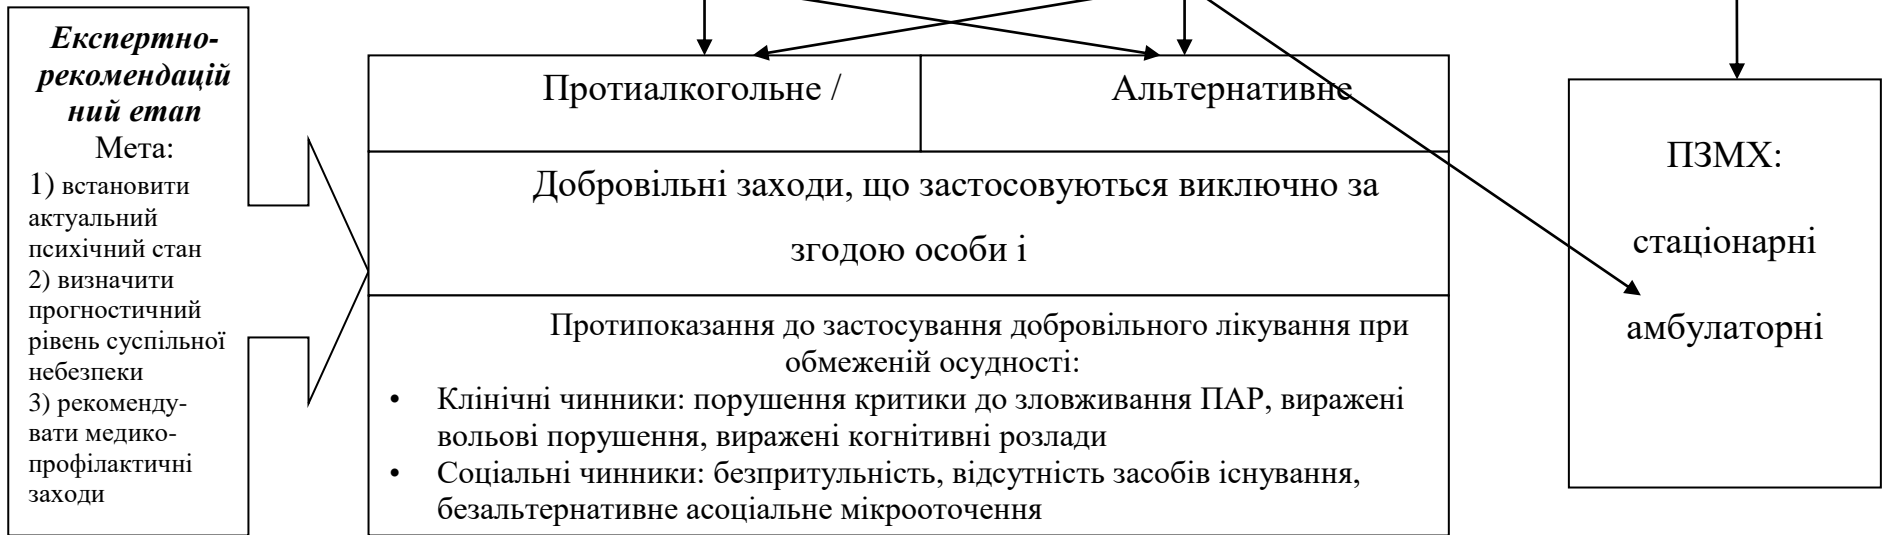 Експертно-
рекомендацій
ний етап
Мета:
1) встановити
актуальний
психічний стан
2) визначити
прогностичний
рівень суспільної
небезпеки
3) рекоменду-
вати медико-
профілактичні
заходи
Протиалкогольне /
Альтернативне
Добровільні заходи, що застосовуються виключно за
згодою особи і
Протипоказання до застосування добровільного лікування при
обмеженій осудності:
• Клінічні чинники: порушення критики до зловживання ПАР, виражені
вольові порушення, виражені когнітивні розлади
• Соціальні чинники: безпритульність, відсутність засобів існування,
безальтернативне асоціальне мікрооточення
ПЗМХ:
стаціонарні
амбулаторні